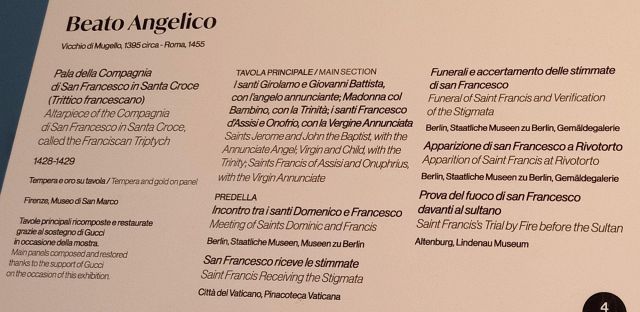 Beato Angelico
Vicchio di Mugello, 1395 circa - Roma, 1455
Pala della Compagnia
di San Francesco in Santa Croce
(Trittico francescano)
Altarpiece of the Compagnia
di San Francesco in Santa Croce,
called the Franciscan Triptych
1428-1429
Tempera e oro su tavola / Tempera and gold on panel
Firenze, Museo di San Marco
Tavole principali ricomposte e restaurate
grazie al sostegno di Gucci
in occasione della mostra.
Main panels composed and restored
thanks to the support of Gucci
on the occasion of this exhibition.
TAVOLA PRINCIPALE / MAIN SECTION
I santi Girolamo e Giovanni Battista,
con l'angelo annunciante; Madonna col
Bambino, con la Trinità; i santi Francesco
d'Assisi e Onofrio, con la Vergine Annunciata
Saints Jerome and John the Baptist, with the
Annunciate Angel; Virgin and Child, with the
Trinity; Saints Francis of Assisi and Onuphrius,
with the Virgin Annunciate
PREDELLA
Incontro tra i santi Domenico e Francesco
Meeting of Saints Dominic and Francis
Berlin, Staatliche Museen, Museen zu Berlin
San Francesco riceve le stimmate
Saint Francis Receiving the Stigmata
Città del Vaticano, Pinacoteca Vaticana
Funerali e accertamento delle stimmate
di san Francesco
Funeral of Saint Francis and Verification
of the Stigmata
Berlin, Staatliche Museen zu Berlin, Gemäldegalerie
Apparizione di san Francesco a Rivotorto
Apparition of Saint Francis at Rivotorto
Berlin, Staatliche Museen zu Berlin, Gemäldegalerie
Prova del fuoco di san Francesco
davanti al sultano
Saint Francis's Trial by Fire before the Sultan
Altenburg, Lindenau Museum
4